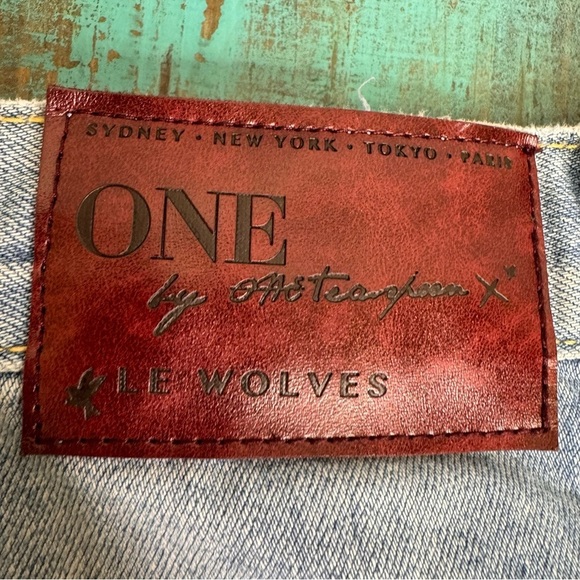 SYDNEY · NEW YORK · TOKYO · PARIS
ONE
by OnEteaspoon X
LE WOLVES